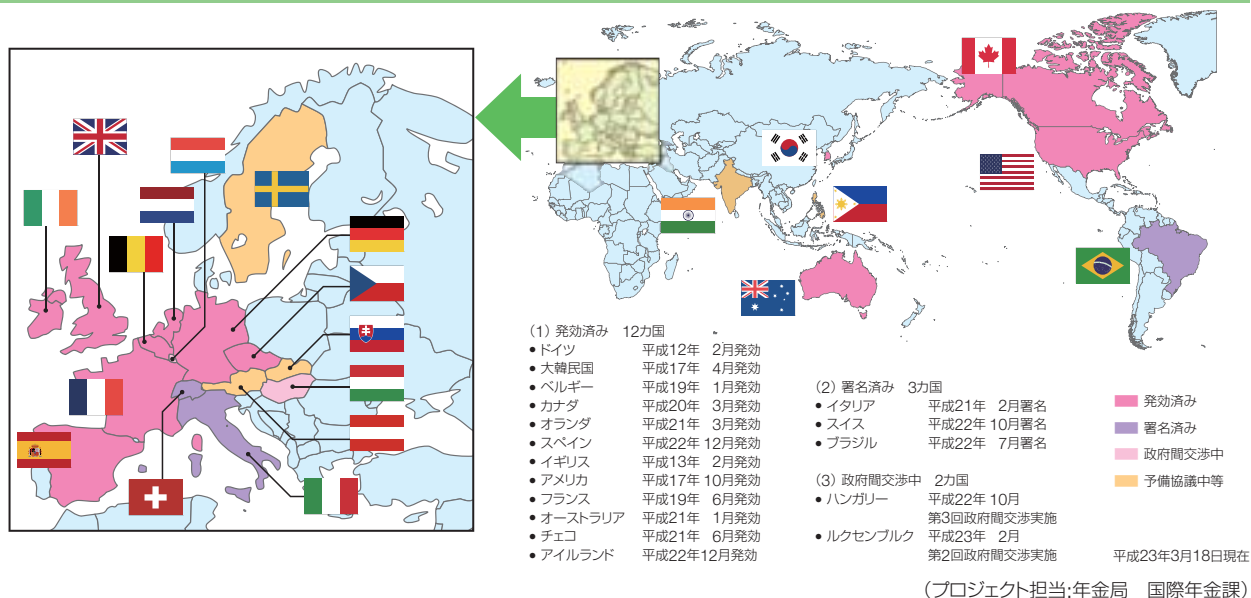 (1) 発効済み 12カ国
• ドイツ 平成12年 2月発効
• 大韓民国 平成17年 4月発効
• ベルギー 平成19年 1月発効
• カナダ 平成20年 3月発効
• オランダ 平成21年 3月発効
• スペイン 平成22年12月発効
• イギリス 平成13年 2月発効
• アメリカ 平成17年10月発効
• フランス 平成19年 6月発効
• オーストラリア 平成21年 1月発効
• チェコ 平成21年 6月発効
• アイルランド 平成22年12月発効
(2) 署名済み 3カ国
• イタリア 平成21年 2月署名
• スイス 平成22年 10月署名
• ブラジル 平成22年 7月署名
(3) 政府間交渉中 2カ国
• ハンガリー 平成22年 10月
第3回政府間交渉実施
• ルクセンブルク 平成23年 2月
第2回政府間交渉実施
発効済み
署名済み
政府間交渉中
予備協議中等
平成23年3月18日現在
(プロジェクト担当:年金局 国際年金課)